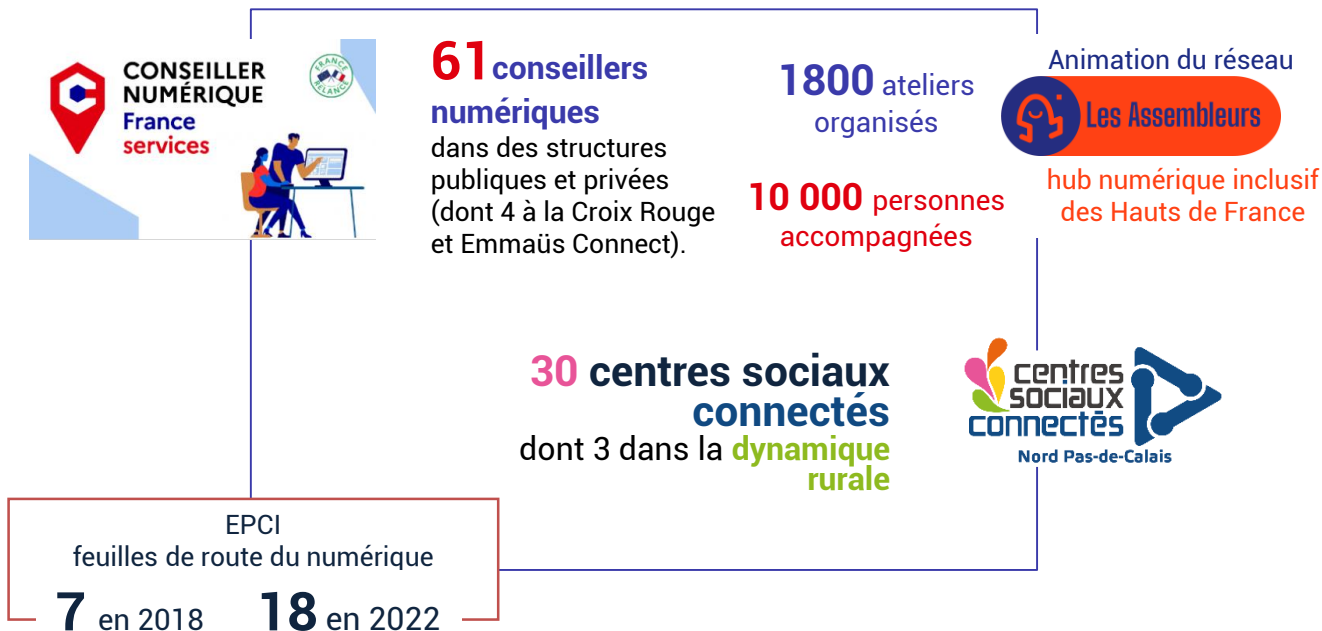 CONSEILLER
NUMÉRIQUE
France
services
FRANCE
RELANCE
61 conseillers
numériques
dans des structures
publiques et privées
(dont 4 à la Croix Rouge
et Emmaüs Connect).
1800 ateliers
organisés
10 000 personnes
accompagnées
Animation du réseau
Les Assembleurs
hub numérique inclusif
des Hauts de France
30 centres sociaux
connectés
dont 3 dans la dynamique
rurale
centres
sociaux
connectés
Nord Pas-de-Calais
EPCI
feuilles de route du numérique
7 en 2018 18 en 2022